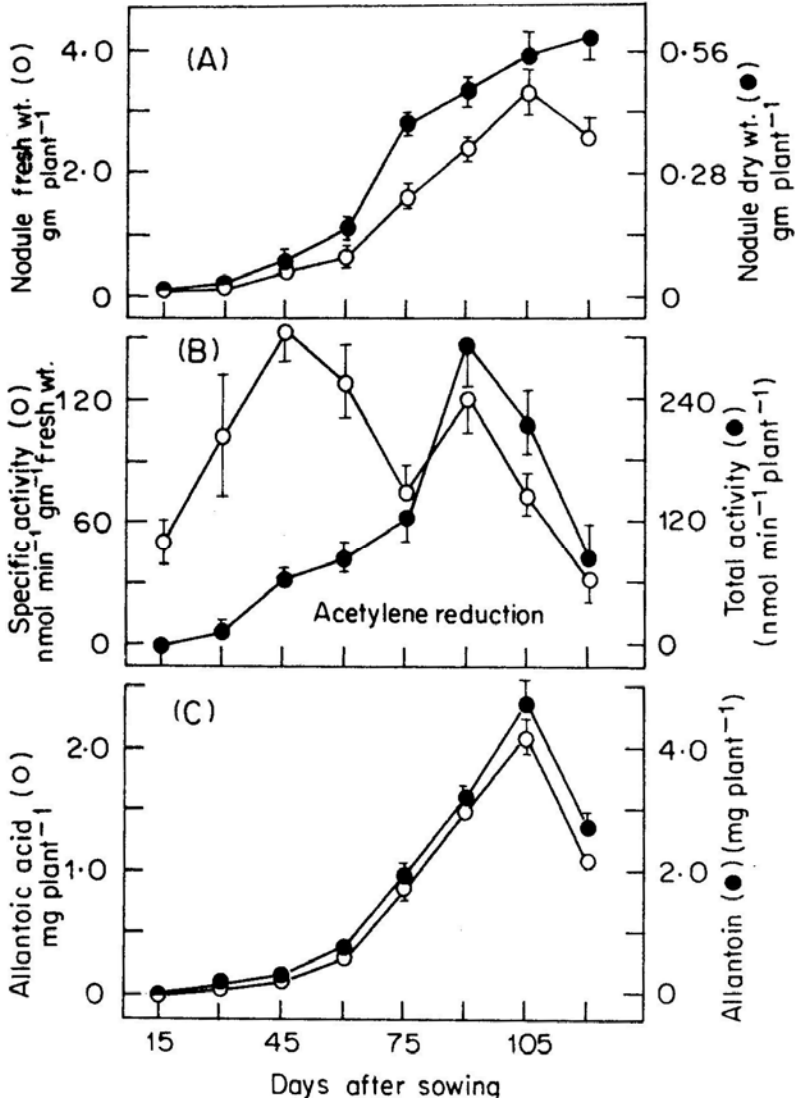 (A)
Nodule fresh wt. (O)
gm plant⁻¹
4.0
2.0
0
0.56
0.28
0
Nodule dry wt. (●)
gm plant⁻¹
(B)
Specific activity (O)
nmol min⁻¹ gm⁻¹fresh wt.
120
60
0
Acetylene reduction
240
120
0
Total activity (●)
(nmol min⁻¹ plant⁻¹)
(C)
Allantoic acid (O)
mg plant⁻¹
2.0
1.0
0
4.0
2.0
0
Allantoin (●) (mg plant⁻¹)
15 45 75 105
Days after sowing